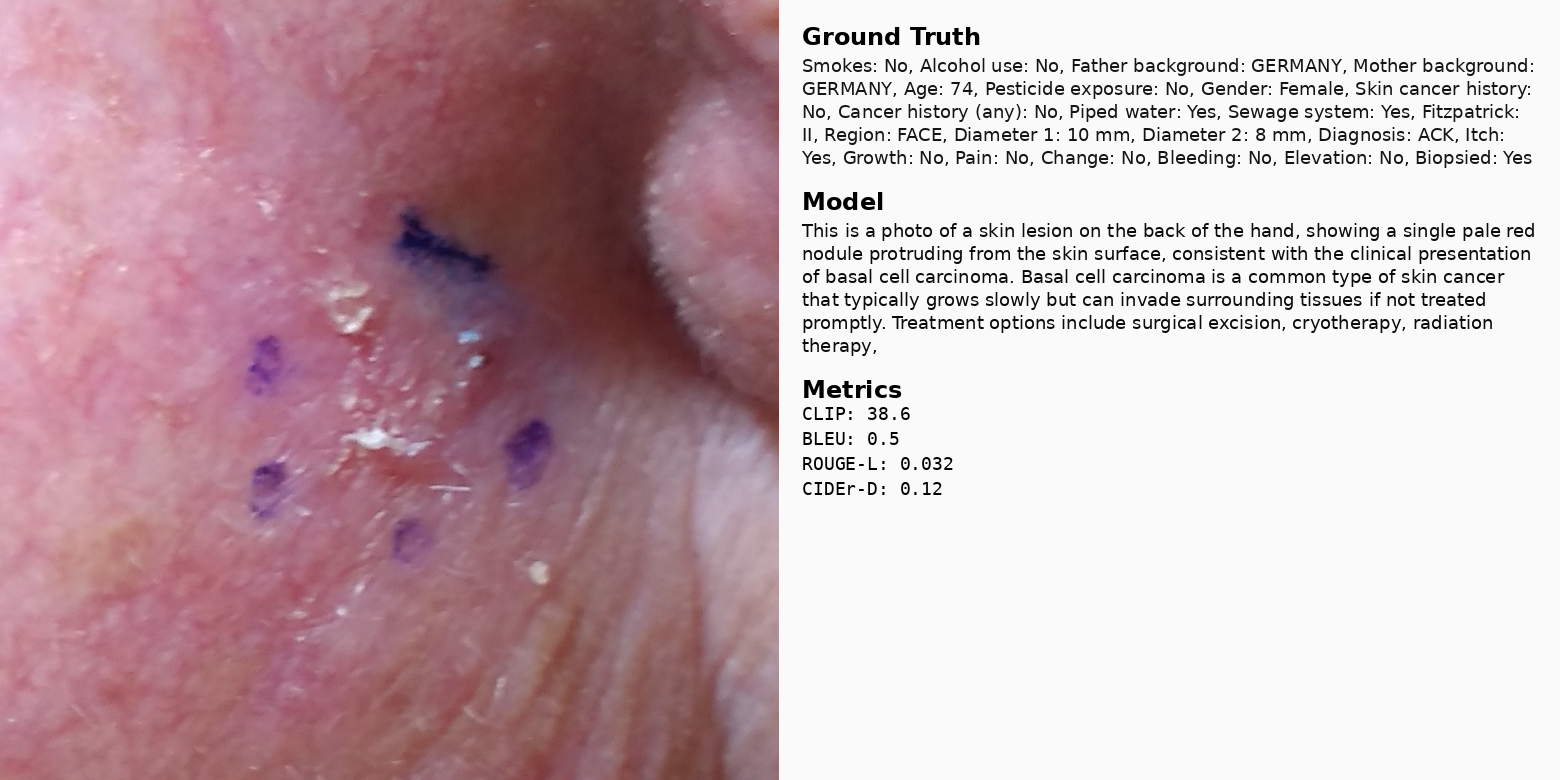 Ground Truth
Smokes: No, Alcohol use: No, Father background: GERMANY, Mother background:
GERMANY, Age: 74, Pesticide exposure: No, Gender: Female, Skin cancer history:
No, Cancer history (any): No, Piped water: Yes, Sewage system: Yes, Fitzpatrick:
II, Region: FACE, Diameter 1: 10 mm, Diameter 2: 8 mm, Diagnosis: ACK, Itch:
Yes, Growth: No, Pain: No, Change: No, Bleeding: No, Elevation: No, Biopsied: Yes
Model
This is a photo of a skin lesion on the back of the hand, showing a single pale red
nodule protruding from the skin surface, consistent with the clinical presentation
of basal cell carcinoma. Basal cell carcinoma is a common type of skin cancer
that typically grows slowly but can invade surrounding tissues if not treated
promptly. Treatment options include surgical excision, cryotherapy, radiation
therapy,
Metrics
CLIP: 38.6
BLEU: 0.5
ROUGE-L: 0.032
CIDEr-D: 0.12